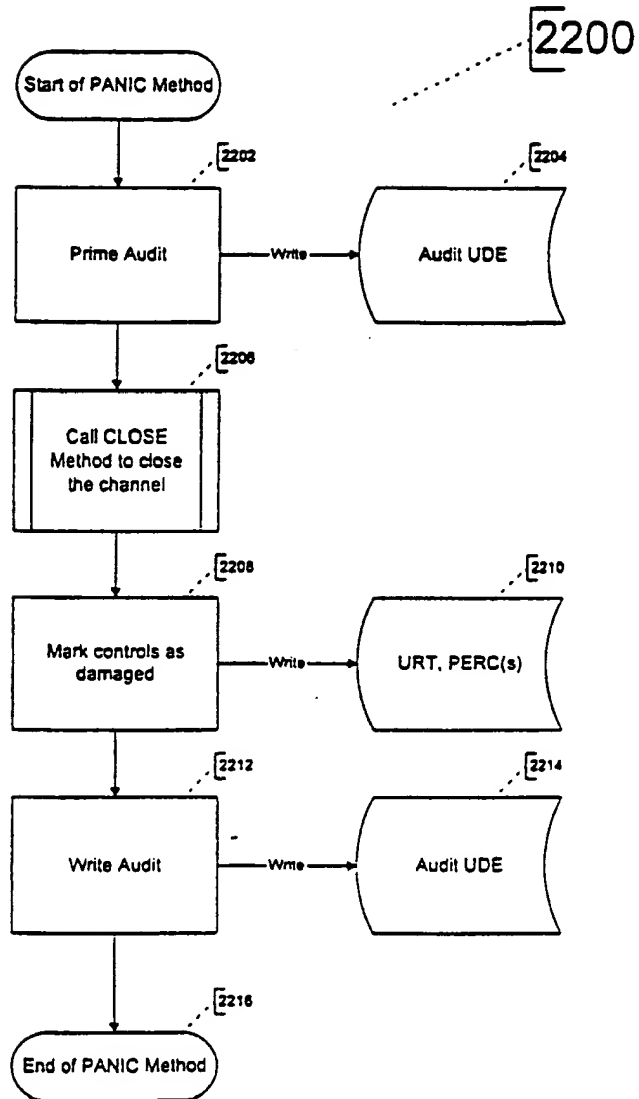 2200
Start of PANIC Method
2202
2204
Prime Audit
Write
Audit UDE
2206
Call CLOSE
Method to close
the channel
2208
2210
Mark controls as
damaged
Write
URT, PERC(s)
2212
2214
Write Audit
Write
Audit UDE
2216
End of PANIC Method